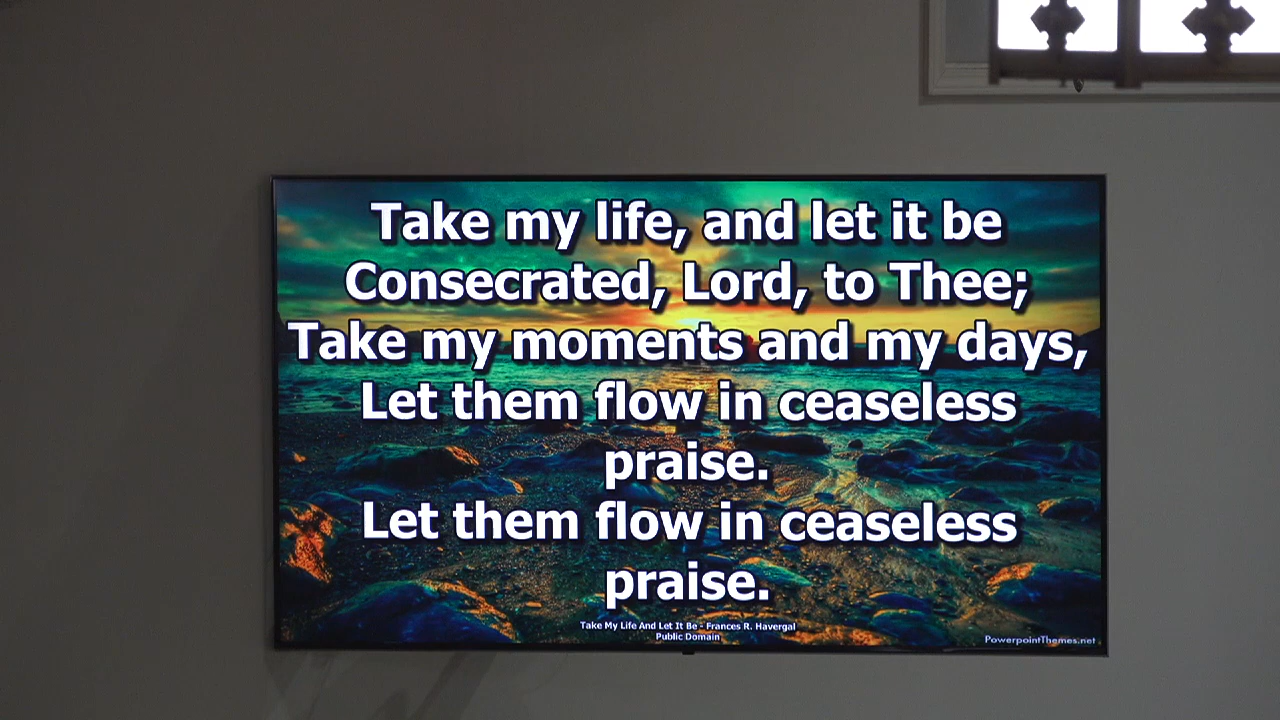 Take my life, and let it be
Consecrated, Lord, to Thee;
Take my moments and my days,
Let them flow in ceaseless
praise.
Let them flow in ceaseless
praise.
Take My Life And Let It Be - Frances R. Havergal
Public Domain
PowerpointThemes.net